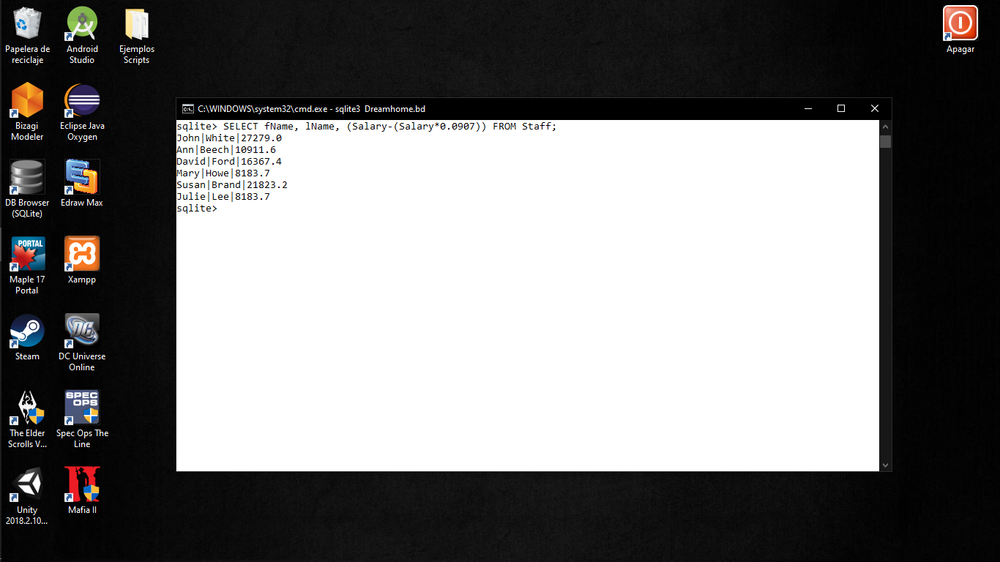 Papelera de
reciclaje
Android
Studio
Ejemplos
Scripts
Apagar
Bizagi
Modeler
Eclipse Java
Oxygen
DB Browser
(SQLite)
Edraw Max
PORTAL
Maple 17
Portal
Xampp
Steam
DC
DC Universe
Online
The Elder
Scrolls V...
SPEC
OPS
Spec Ops The
Line
Unity
2018.2.10...
II
Mafia II
C:\WINDOWS\system32\cmd.exe - sqlite3  Dreamhome.bd
sqlite> SELECT fName, lName, (Salary-(Salary*0.0907)) FROM Staff;
John|White|27279.0
Ann|Beech|10911.6
David|Ford|16367.4
Mary|Howe|8183.7
Susan|Brand|21823.2
Julie|Lee|8183.7
sqlite>